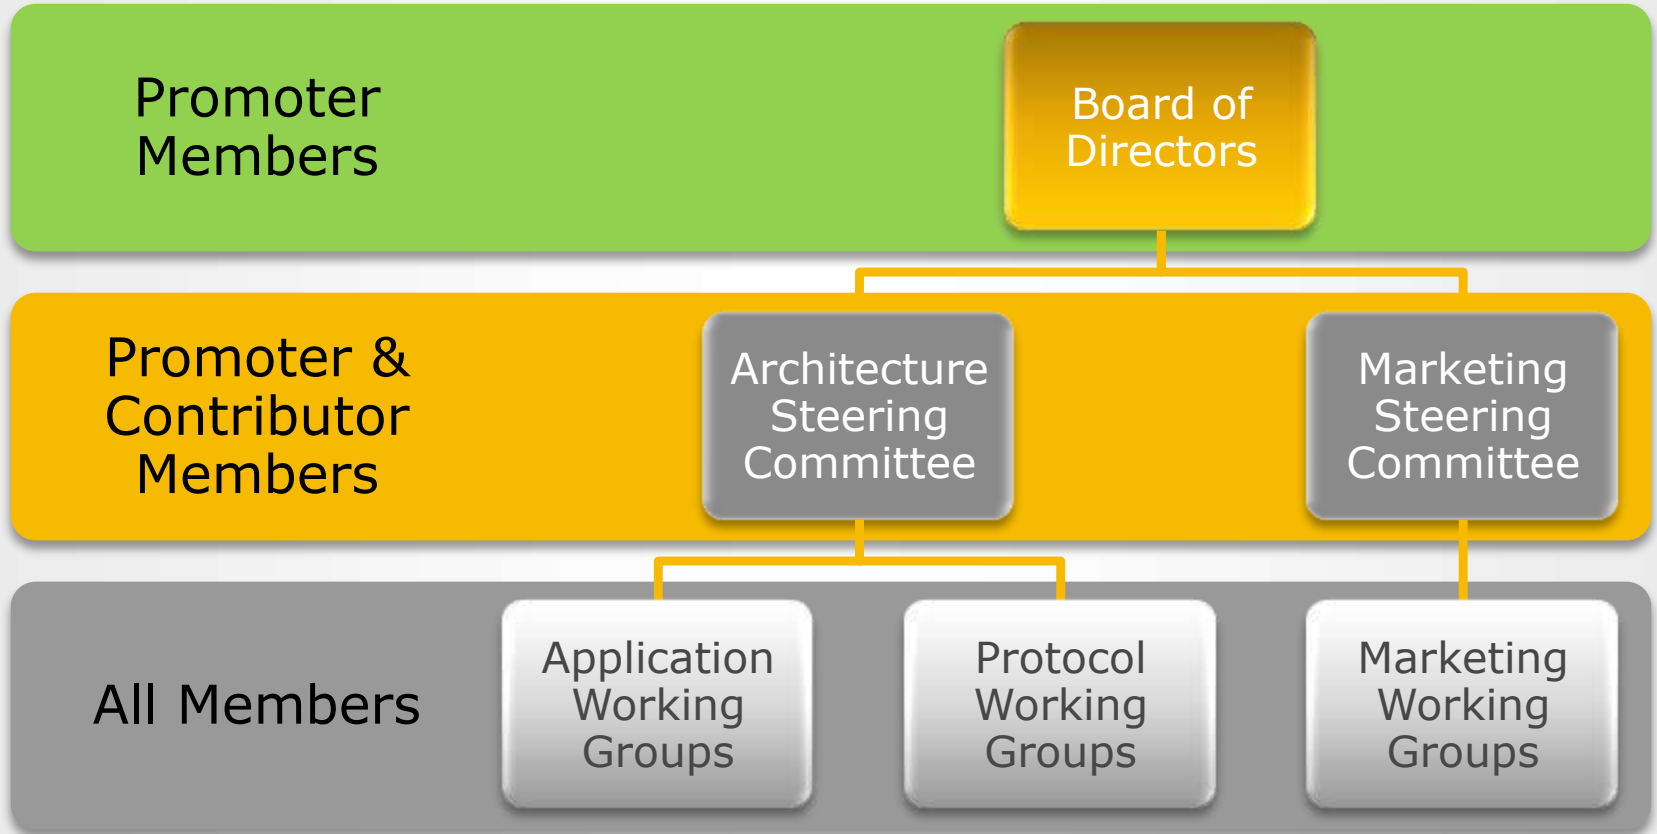 Promoter
Members
Board of
Directors
Promoter &
Contributor
Members
Architecture
Steering
Committee
Marketing
Steering
Committee
All Members
Application
Working
Groups
Protocol
Working
Groups
Marketing
Working
Groups